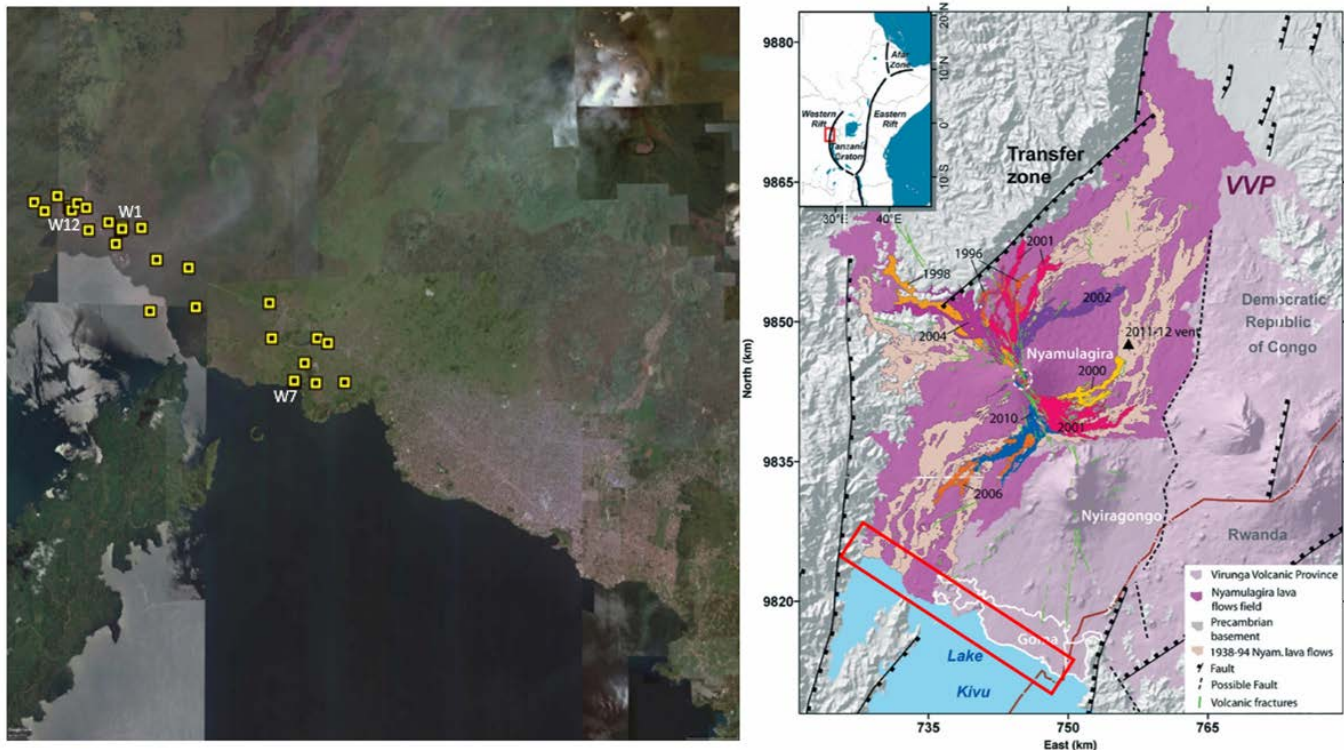 W12
W1
W7
9880
9865
9850
9835
9820
North (km)
735
750
765
East (km)
20°N
10°N
0°
10°S
30°E
40°E
Afar
Zone
Western
Rift
Eastern
Rift
Tanzania
Craton
Transfer
zone
VVP
1996
2001
1998
2002
2004
2011-12 vent
Nyamulagira
2000
2010
2001
2006
Democratic
Republic
of Congo
Nyiragongo
Rwanda
Goma
Lake
Kivu
Virunga Volcanic Province
Nyamulagira lava
flows field
Precambrian
basement
1938-94 Nyam. lava flows
Fault
Possible Fault
Volcanic fractures